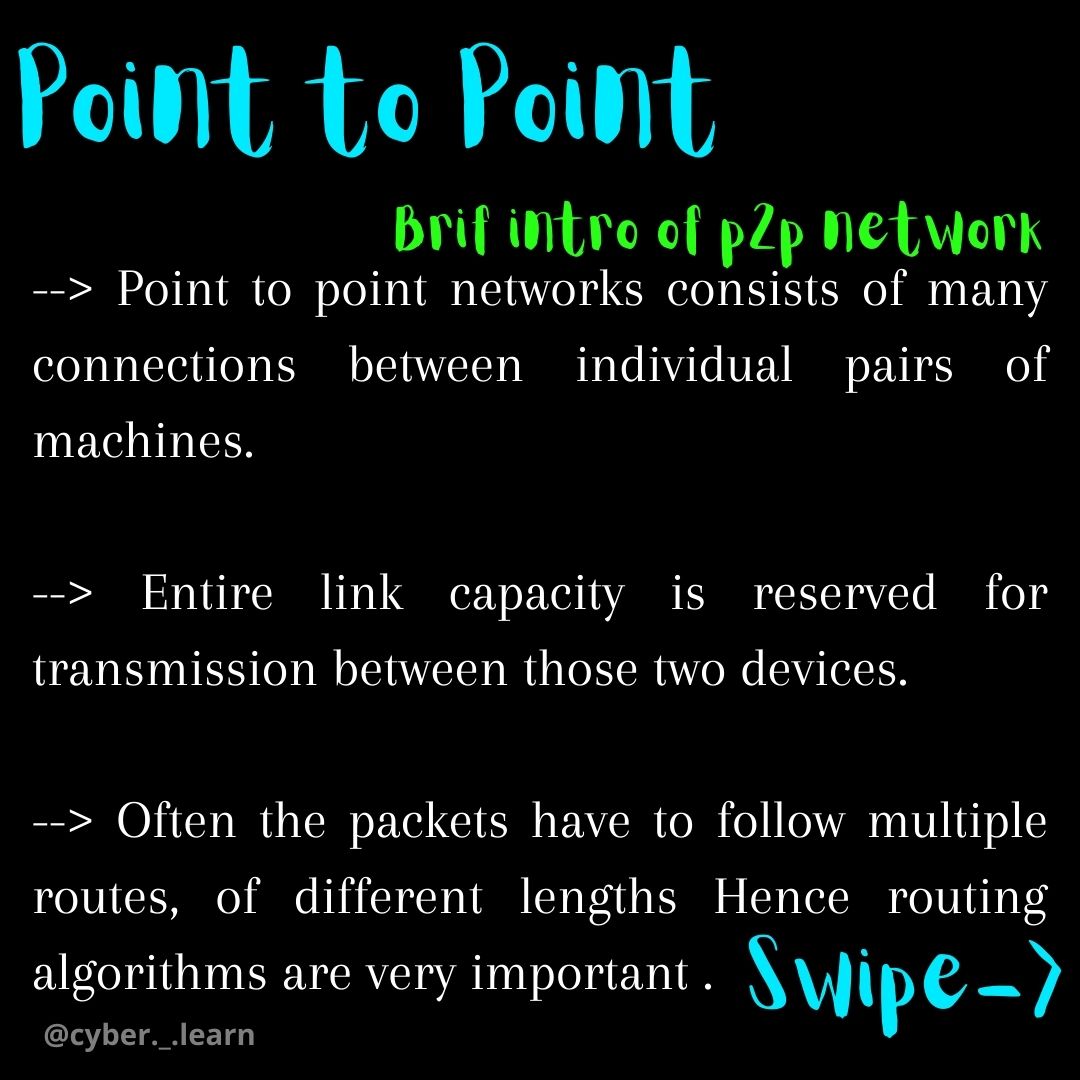 Point to Point
Brif intro of p2p network
--> Point to point networks consists of many
connections between individual pairs of
machines.
--> Entire link capacity is reserved for
transmission between those two devices.
--> Often the packets have to follow multiple
routes, of different lengths Hence routing
algorithms are very important .
Swipe->
@cyber._.learn